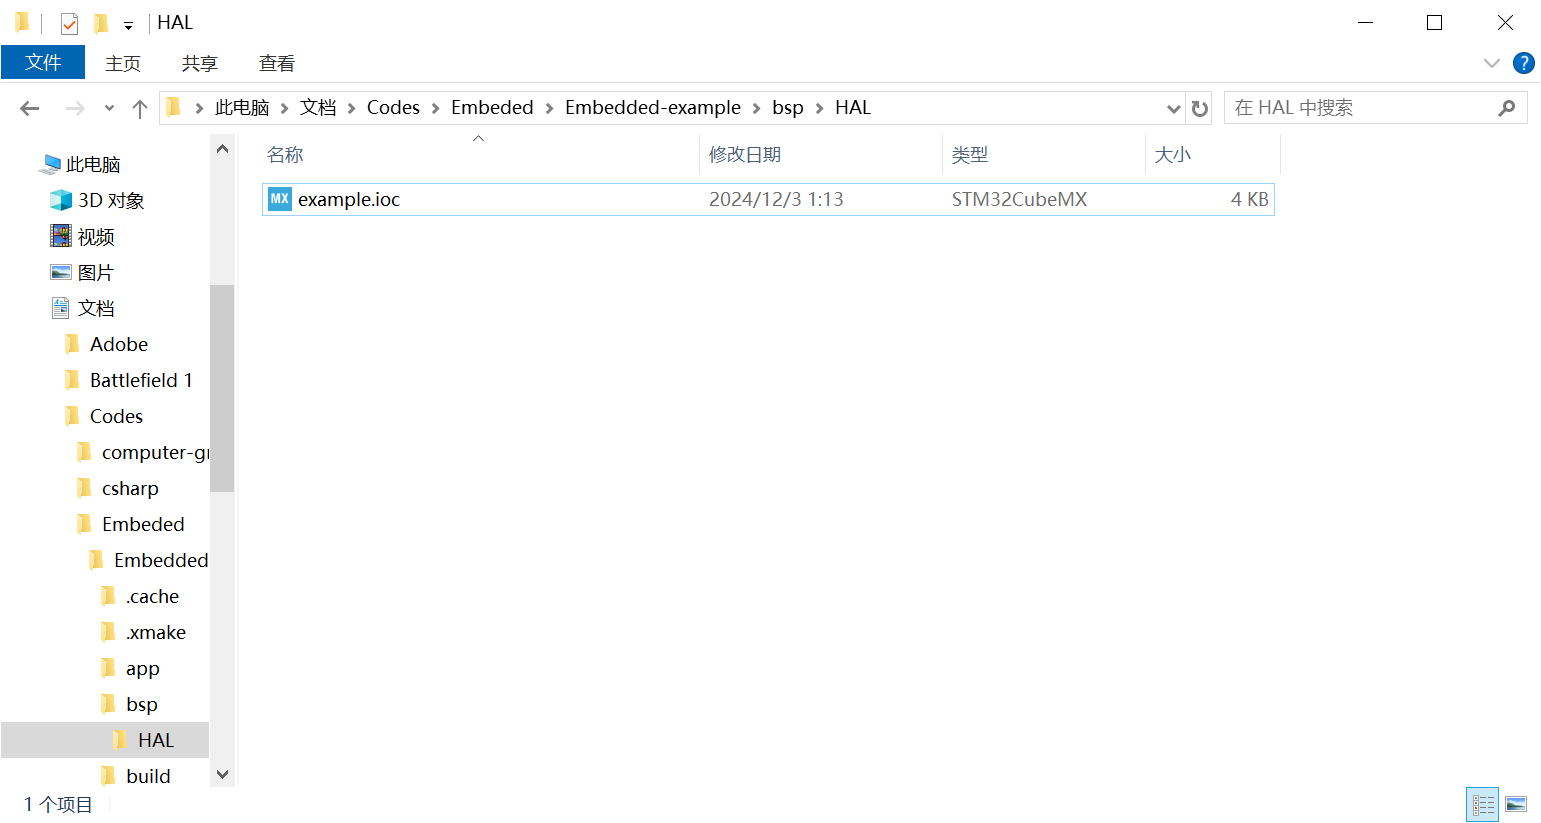 HAL
文件 主页 共享 查看
此电脑 文档 Codes Embeded Embedded-example bsp HAL
在 HAL 中搜索
名称 修改日期 类型 大小
MX example.ioc 2024/12/3 1:13 STM32CubeMX 4 KB
此电脑
3D 对象
视频
图片
文档
Adobe
Battlefield 1
Codes
computer-gr
csharp
Embeded
Embedded
.cache
.xmake
app
bsp
HAL
build
1 个项目